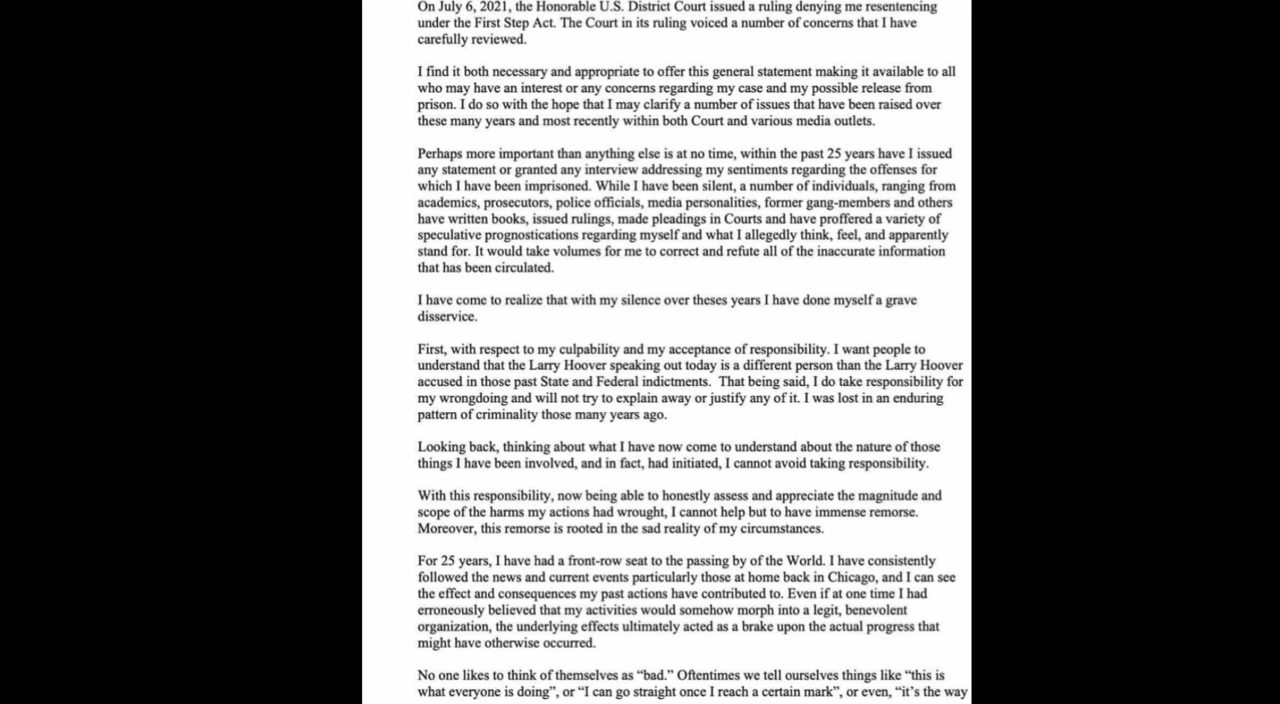 On July 6, 2021, the Honorable U.S. District Court issued a ruling denying me resentencing
under the First Step Act. The Court in its ruling voiced a number of concerns that I have
carefully reviewed.
I find it both necessary and appropriate to offer this general statement making it available to all
who may have an interest or any concerns regarding my case and my possible release from
prison. I do so with the hope that I may clarify a number of issues that have been raised over
these many years and most recently within both Court and various media outlets.
Perhaps more important than anything else is at no time, within the past 25 years have I issued
any statement or granted any interview addressing my sentiments regarding the offenses for
which I have been imprisoned. While I have been silent, a number of individuals, ranging from
academics, prosecutors, police officials, media personalities, former gang-members and others
have written books, issued rulings, made pleadings in Courts and have proffered a variety of
speculative prognostications regarding myself and what I allegedly think, feel, and apparently
stand for. It would take volumes for me to correct and refute all of the inaccurate information
that has been circulated.
I have come to realize that with my silence over theses years I have done myself a grave
disservice.
First, with respect to my culpability and my acceptance of responsibility. I want people to
understand that the Larry Hoover speaking out today is a different person than the Larry Hoover
accused in those past State and Federal indictments.  That being said, I do take responsibility for
my wrongdoing and will not try to explain away or justify any of it. I was lost in an enduring
pattern of criminality those many years ago.
Looking back, thinking about what I have now come to understand about the nature of those
things I have been involved, and in fact, had initiated, I cannot avoid taking responsibility.
With this responsibility, now being able to honestly assess and appreciate the magnitude and
scope of the harms my actions had wrought, I cannot help but to have immense remorse.
Moreover, this remorse is rooted in the sad reality of my circumstances.
For 25 years, I have had a front-row seat to the passing by of the World. I have consistently
followed the news and current events particularly those at home back in Chicago, and I can see
the effect and consequences my past actions have contributed to. Even if at one time I had
erroneously believed that my activities would somehow morph into a legit, benevolent
organization, the underlying effects ultimately acted as a brake upon the actual progress that
might have otherwise occurred.
No one likes to think of themselves as “bad.” Oftentimes we tell ourselves things like “this is
what everyone is doing”, or “I can go straight once I reach a certain mark”, or even, “it’s the way